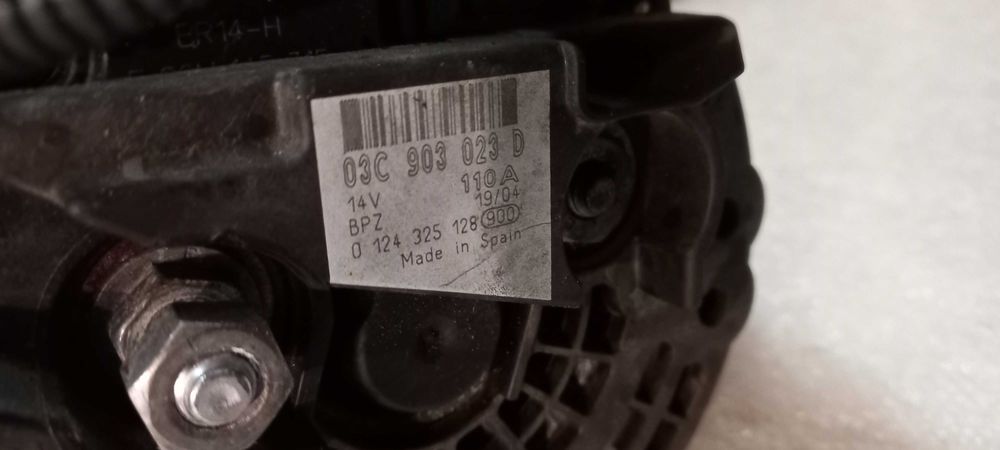 ER14-H
03C 903 023 D
14V 110A
BPZ 19/04
0 124 325 128 900
Made in Spain